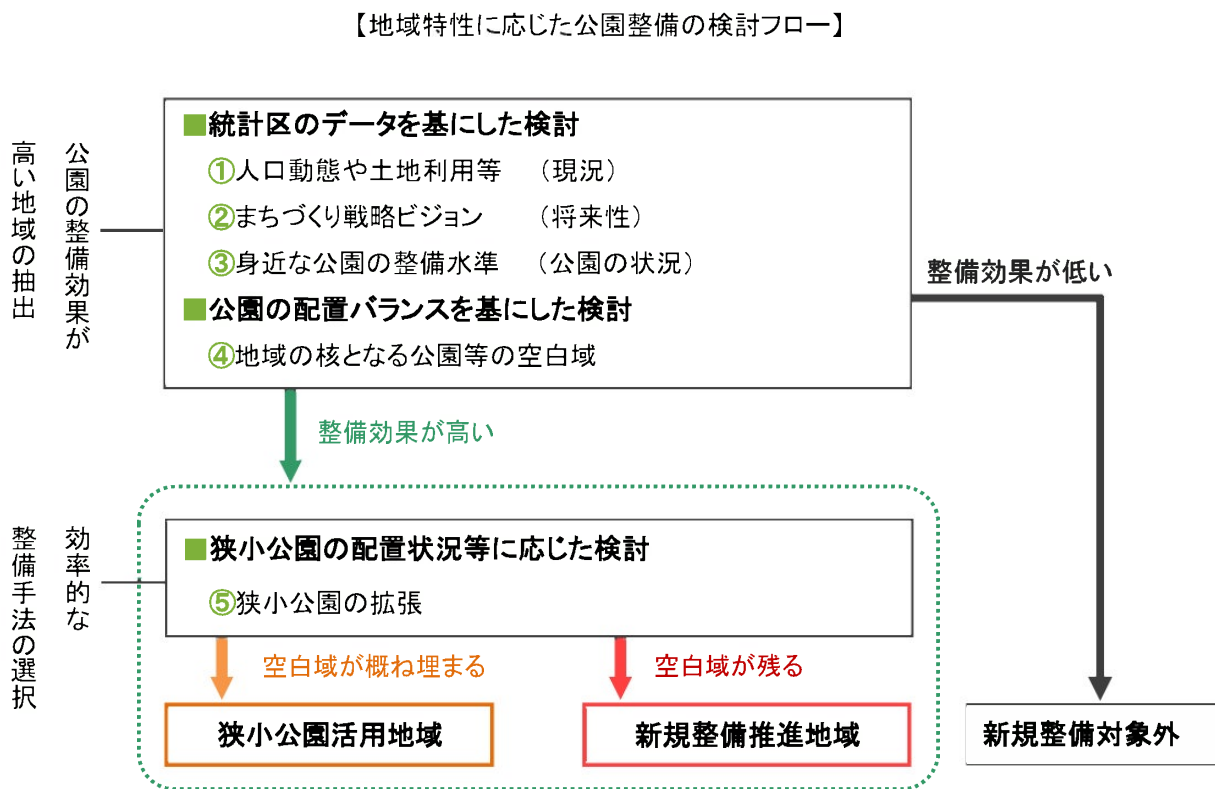 【地域特性に応じた公園整備の検討フロー】
公園の整備効果が
高い地域の抽出
■統計区のデータを基にした検討
①人口動態や土地利用等 （現況）
②まちづくり戦略ビジョン （将来性）
③身近な公園の整備水準 （公園の状況）
■公園の配置バランスを基にした検討
④地域の核となる公園等の空白域
整備効果が低い
整備効果が高い
効率的な
整備手法の選択
■狭小公園の配置状況等に応じた検討
⑤狭小公園の拡張
空白域が概ね埋まる
空白域が残る
狭小公園活用地域
新規整備推進地域
新規整備対象外